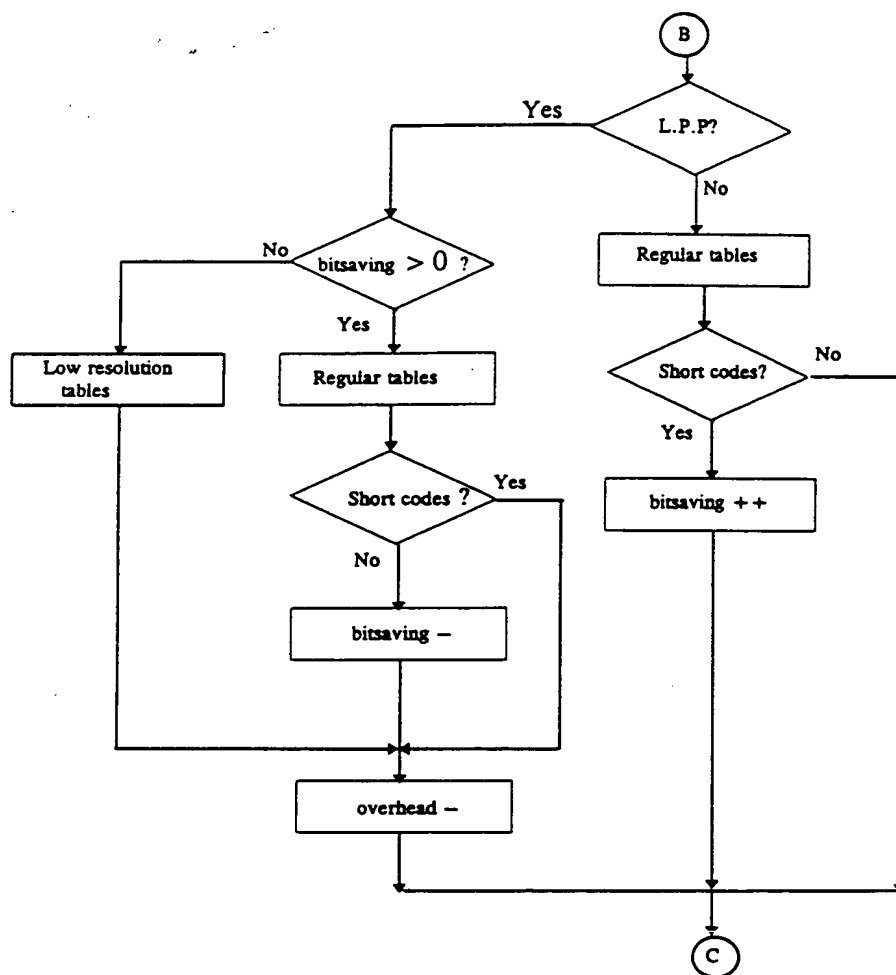 B
Yes
L.P.P?
No
No
bitsaving > 0 ?
Regular tables
Yes
No
Low resolution
tables
Regular tables
Short codes?
Yes
Short codes ?
Yes
bitsaving + +
No
bitsaving –
overhead –
C